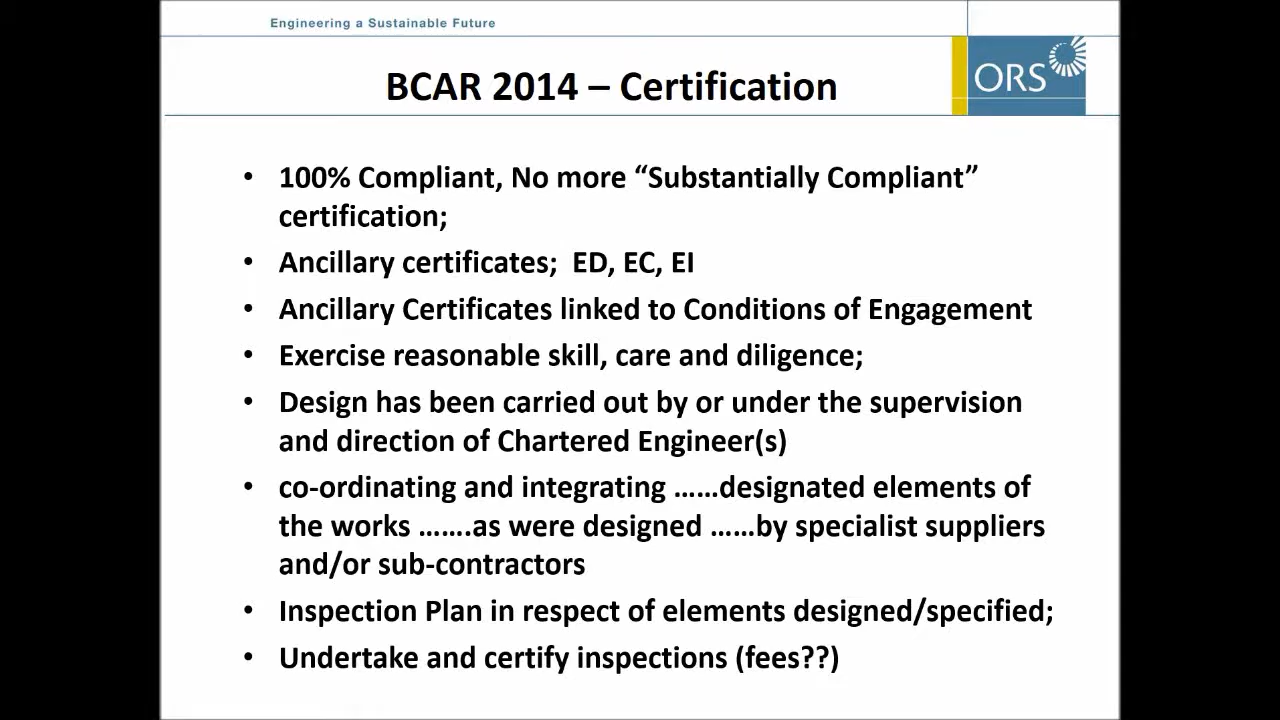 Engineering a Sustainable Future
BCAR 2014 – Certification
ORS
• 100% Compliant, No more “Substantially Compliant”
certification;
• Ancillary certificates;  ED, EC, EI
• Ancillary Certificates linked to Conditions of Engagement
• Exercise reasonable skill, care and diligence;
• Design has been carried out by or under the supervision
and direction of Chartered Engineer(s)
• co-ordinating and integrating ……designated elements of
the works …….as were designed ……by specialist suppliers
and/or sub-contractors
• Inspection Plan in respect of elements designed/specified;
• Undertake and certify inspections (fees??)